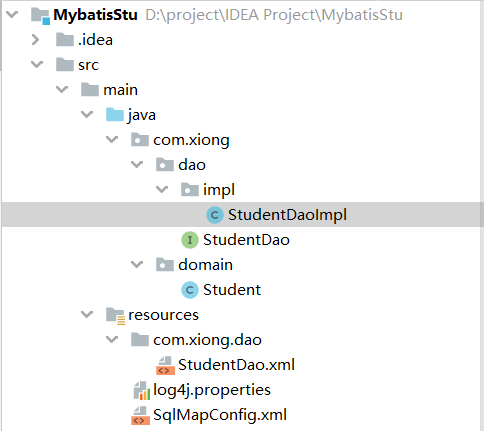 MybatisStu D:\project\IDEA Project\MybatisStu
.idea
src
main
java
com.xiong
dao
impl
C StudentDaoImpl
I StudentDao
domain
C Student
resources
com.xiong.dao
StudentDao.xml
log4j.properties
SqlMapConfig.xml